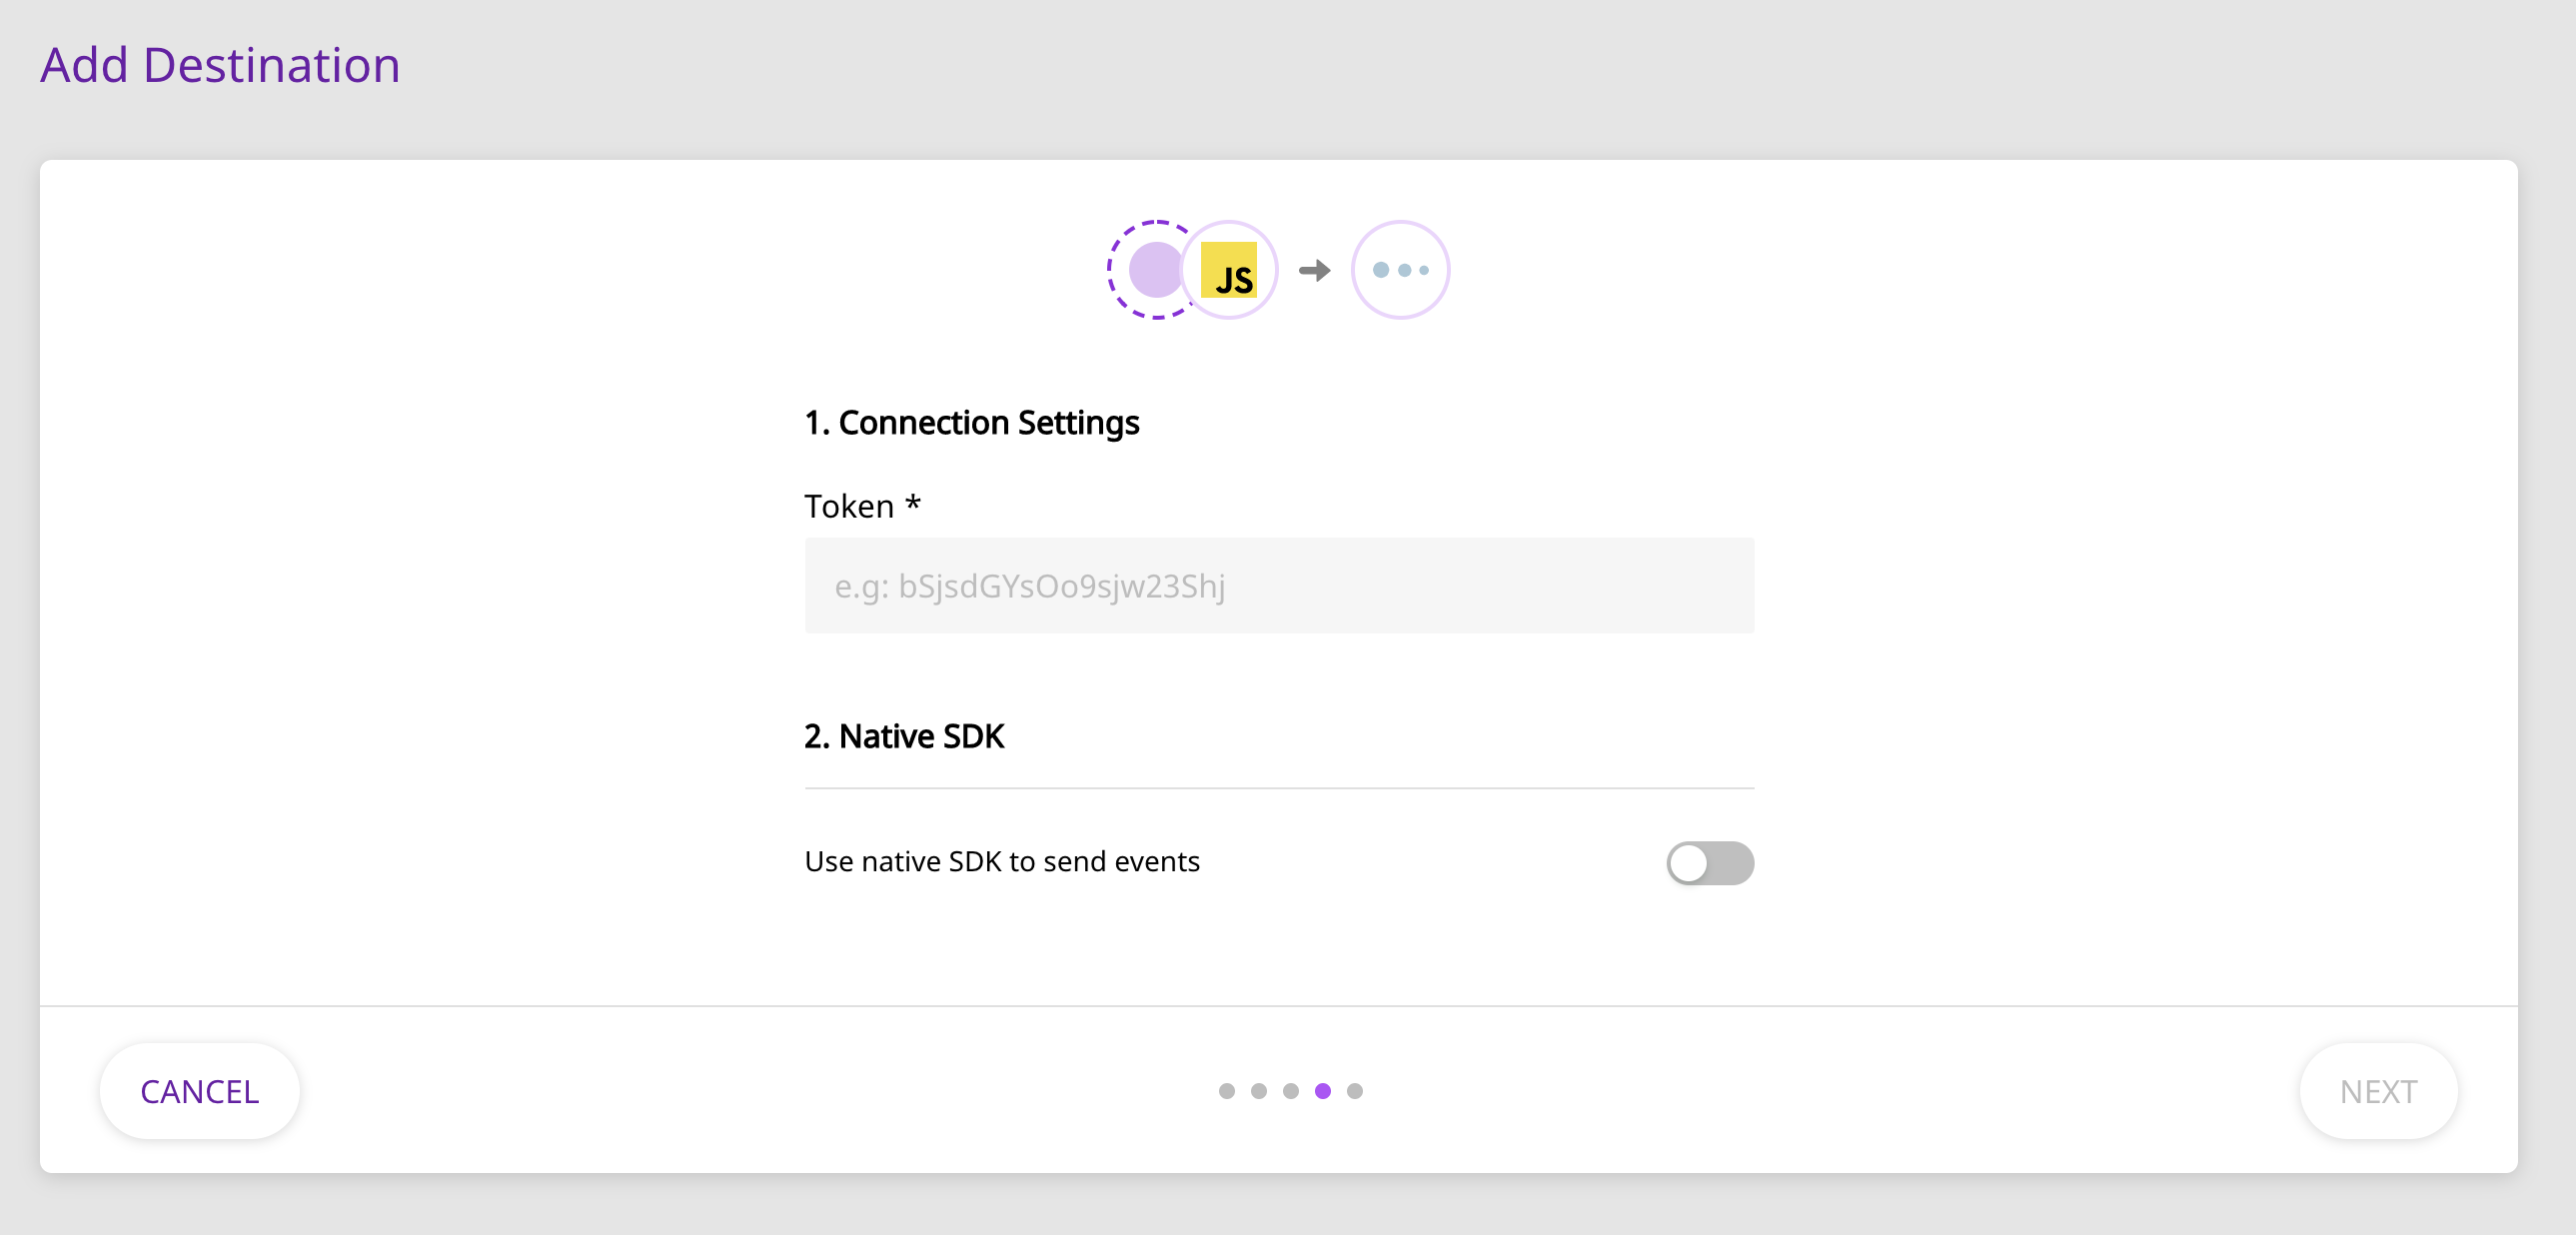 Add Destination
JS
1. Connection Settings
Token *
e.g: bSjsdGYsOo9sjw23Shj
2. Native SDK
Use native SDK to send events
CANCEL
NEXT